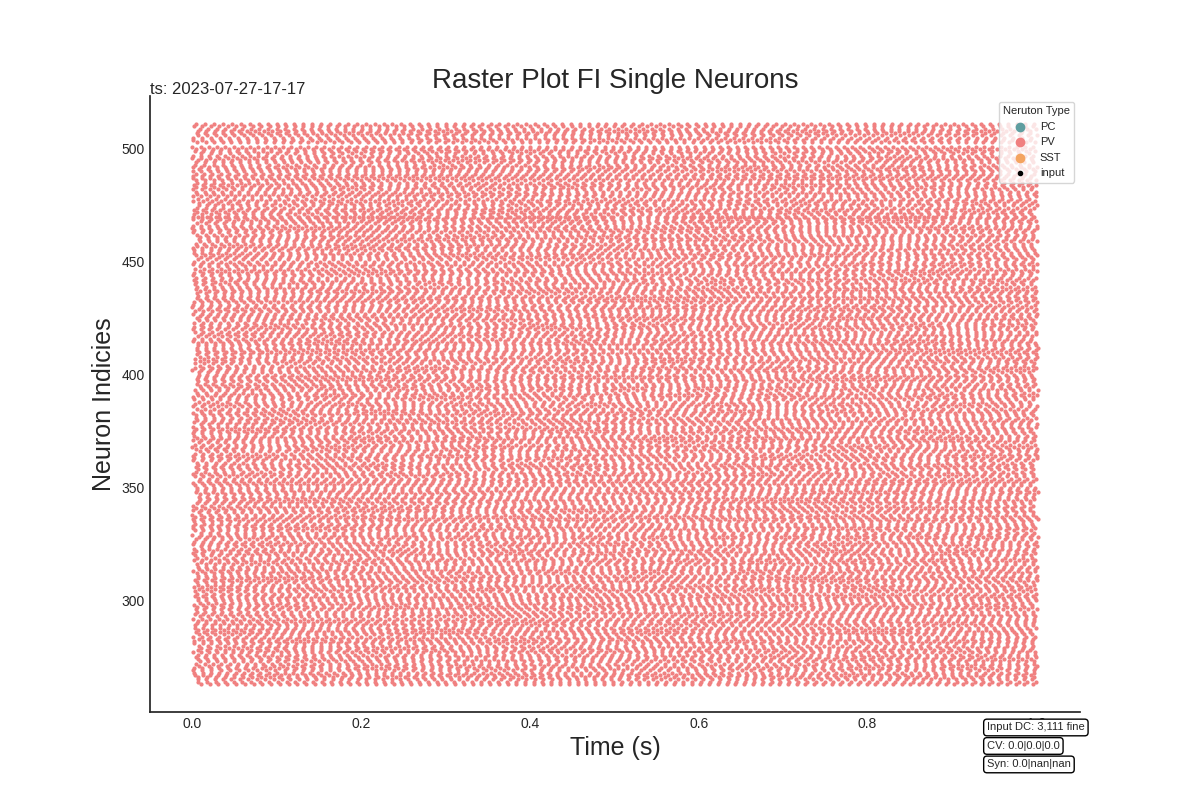 Raster Plot FI Single Neurons
ts: 2023-07-27-17-17
Neruton Type
PC
PV
SST
input
500
450
400
350
300
Neuron Indicies
0.0
0.2
0.4
0.6
0.8
Time (s)
Input DC: 3,111 fine
CV: 0.0|0.0|0.0
Syn: 0.0|nan|nan